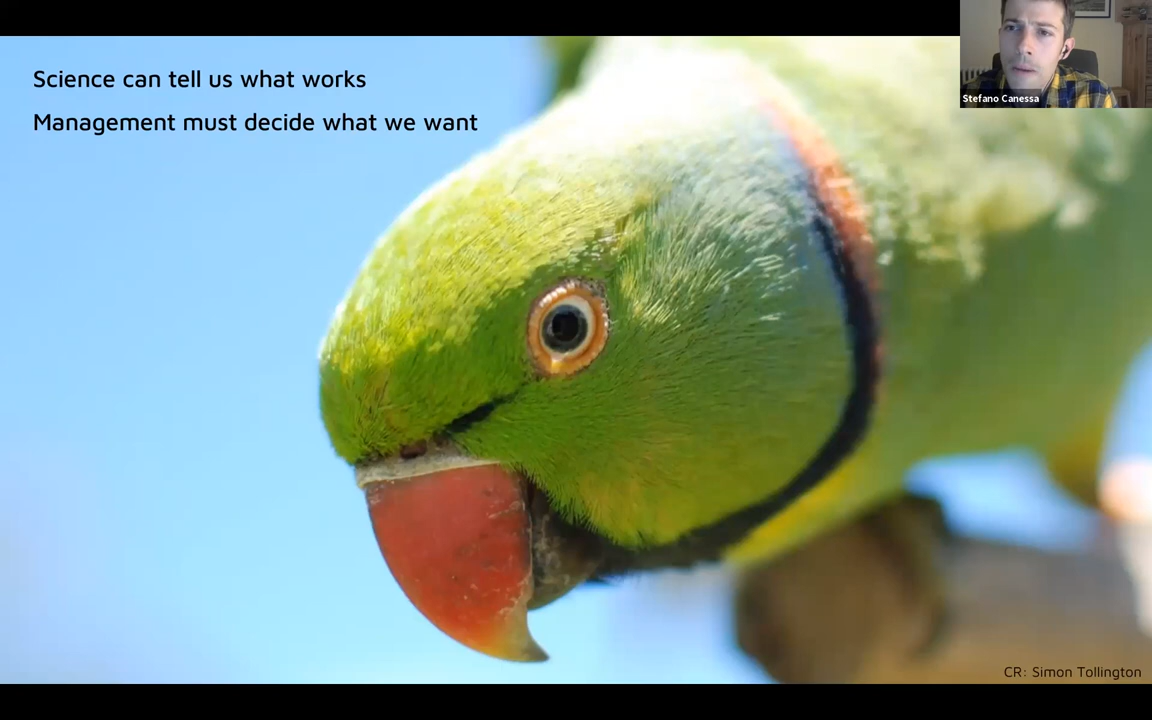 Science can tell us what works
Management must decide what we want
Stefano Canessa
CR: Simon Tollington